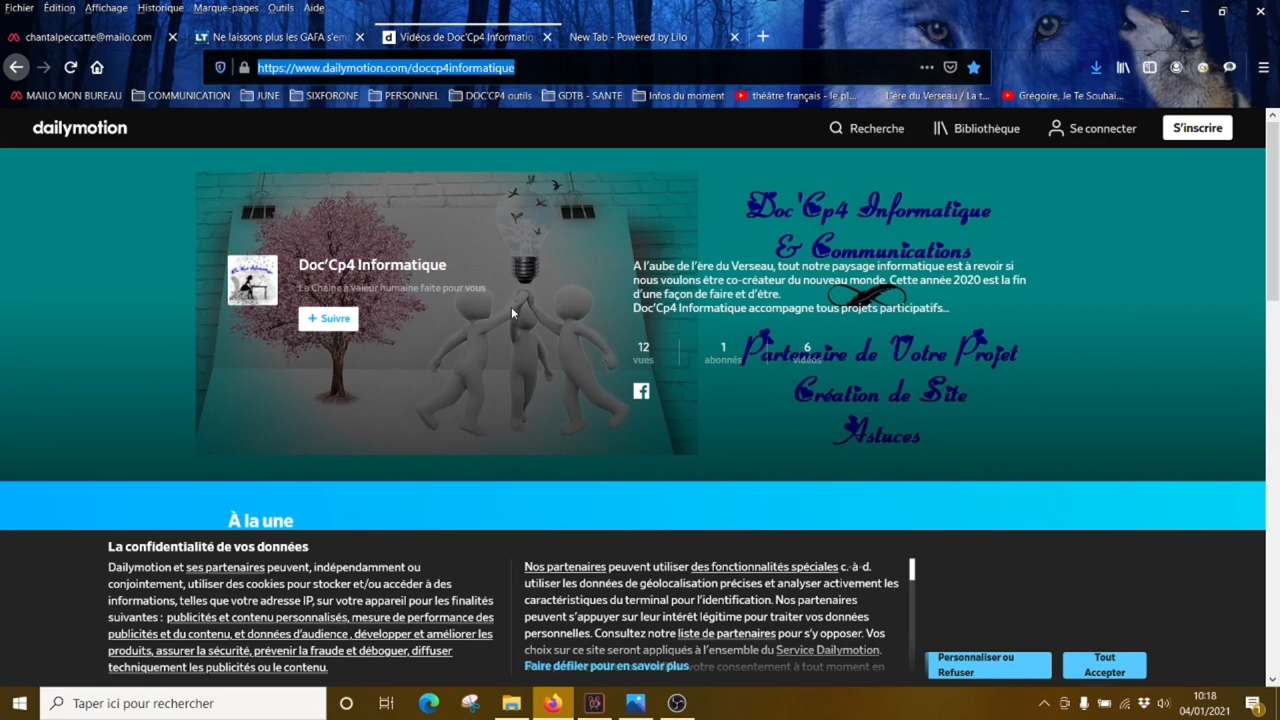 Fichier Édition Affichage Historique Marque-pages Outils Aide
chantalpeccatte@mailo.com
Ne laissons plus les GAFA s'em
Vidéos de Doc'Cp4 Informatiq
New Tab - Powered by Lilo
https://www.dailymotion.com/doccp4informatique
MAILO MON BUREAU COMMUNICATION JUNE SIXFORONE PERSONNEL DOC'CP4 outils GDTB - SANTE Infos du moment théâtre français - le pl... L'ère du Verseau / La t... Grégoire, Je Te Souhai...
dailymotion
Recherche
Bibliothèque
Se connecter
S'inscrire
Doc'Cp4 Informatique
& Communications
Partenaire de Votre Projet
Création de Site
Astuces
Doc'Cp4 Informatique
La Chaine à valeur humaine faite pour vous
+ Suivre
A l'aube de l'ère du Verseau, tout notre paysage informatique est à revoir si
nous voulons être co-créateur du nouveau monde. Cette année 2020 est la fin
d'une façon de faire et d'être.
Doc'Cp4 Informatique accompagne tous projets participatifs...
12 1 6
vues abonnés vidéos
À la une
La confidentialité de vos données
Dailymotion et ses partenaires peuvent, indépendamment ou
conjointement, utiliser des cookies pour stocker et/ou accéder à des
informations, telles que votre adresse IP, sur votre appareil pour les finalités
suivantes : publicités et contenu personnalisés, mesure de performance des
publicités et du contenu, et données d'audience , développer et améliorer les
produits, assurer la sécurité, prévenir la fraude et déboguer, diffuser
techniquement les publicités ou le contenu.
Nos partenaires peuvent utiliser des fonctionnalités spéciales c.-à-d.
utiliser les données de géolocalisation précises et analyser activement les
caractéristiques du terminal pour l'identification. Nos partenaires
peuvent s'appuyer sur leur intérêt légitime pour traiter vos données
personnelles. Consultez notre liste de partenaires pour s'y opposer. Vos
choix sur ce site seront appliqués à l'ensemble du Service Dailymotion.
Faire défiler pour en savoir plus votre consentement à tout moment en
Personnaliser ou
Refuser
Tout
Accepter
Taper ici pour rechercher
10:18
04/01/2021